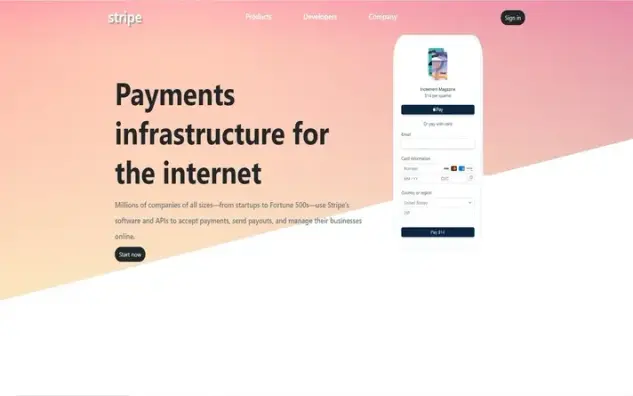 stripe
Products
Developers
Company
Sign in
Payments
infrastructure for
the internet
Millions of companies of all sizes—from startups to Fortune 500s—use Stripe's
software and APIs to accept payments, send payouts, and manage their businesses
online.
Start now
Increment Magazine
$14 per quarter
Pay
Or pay with card
Email
Card information
Number
MM / YY
CVC
Country or region
United States
ZIP
Pay $14